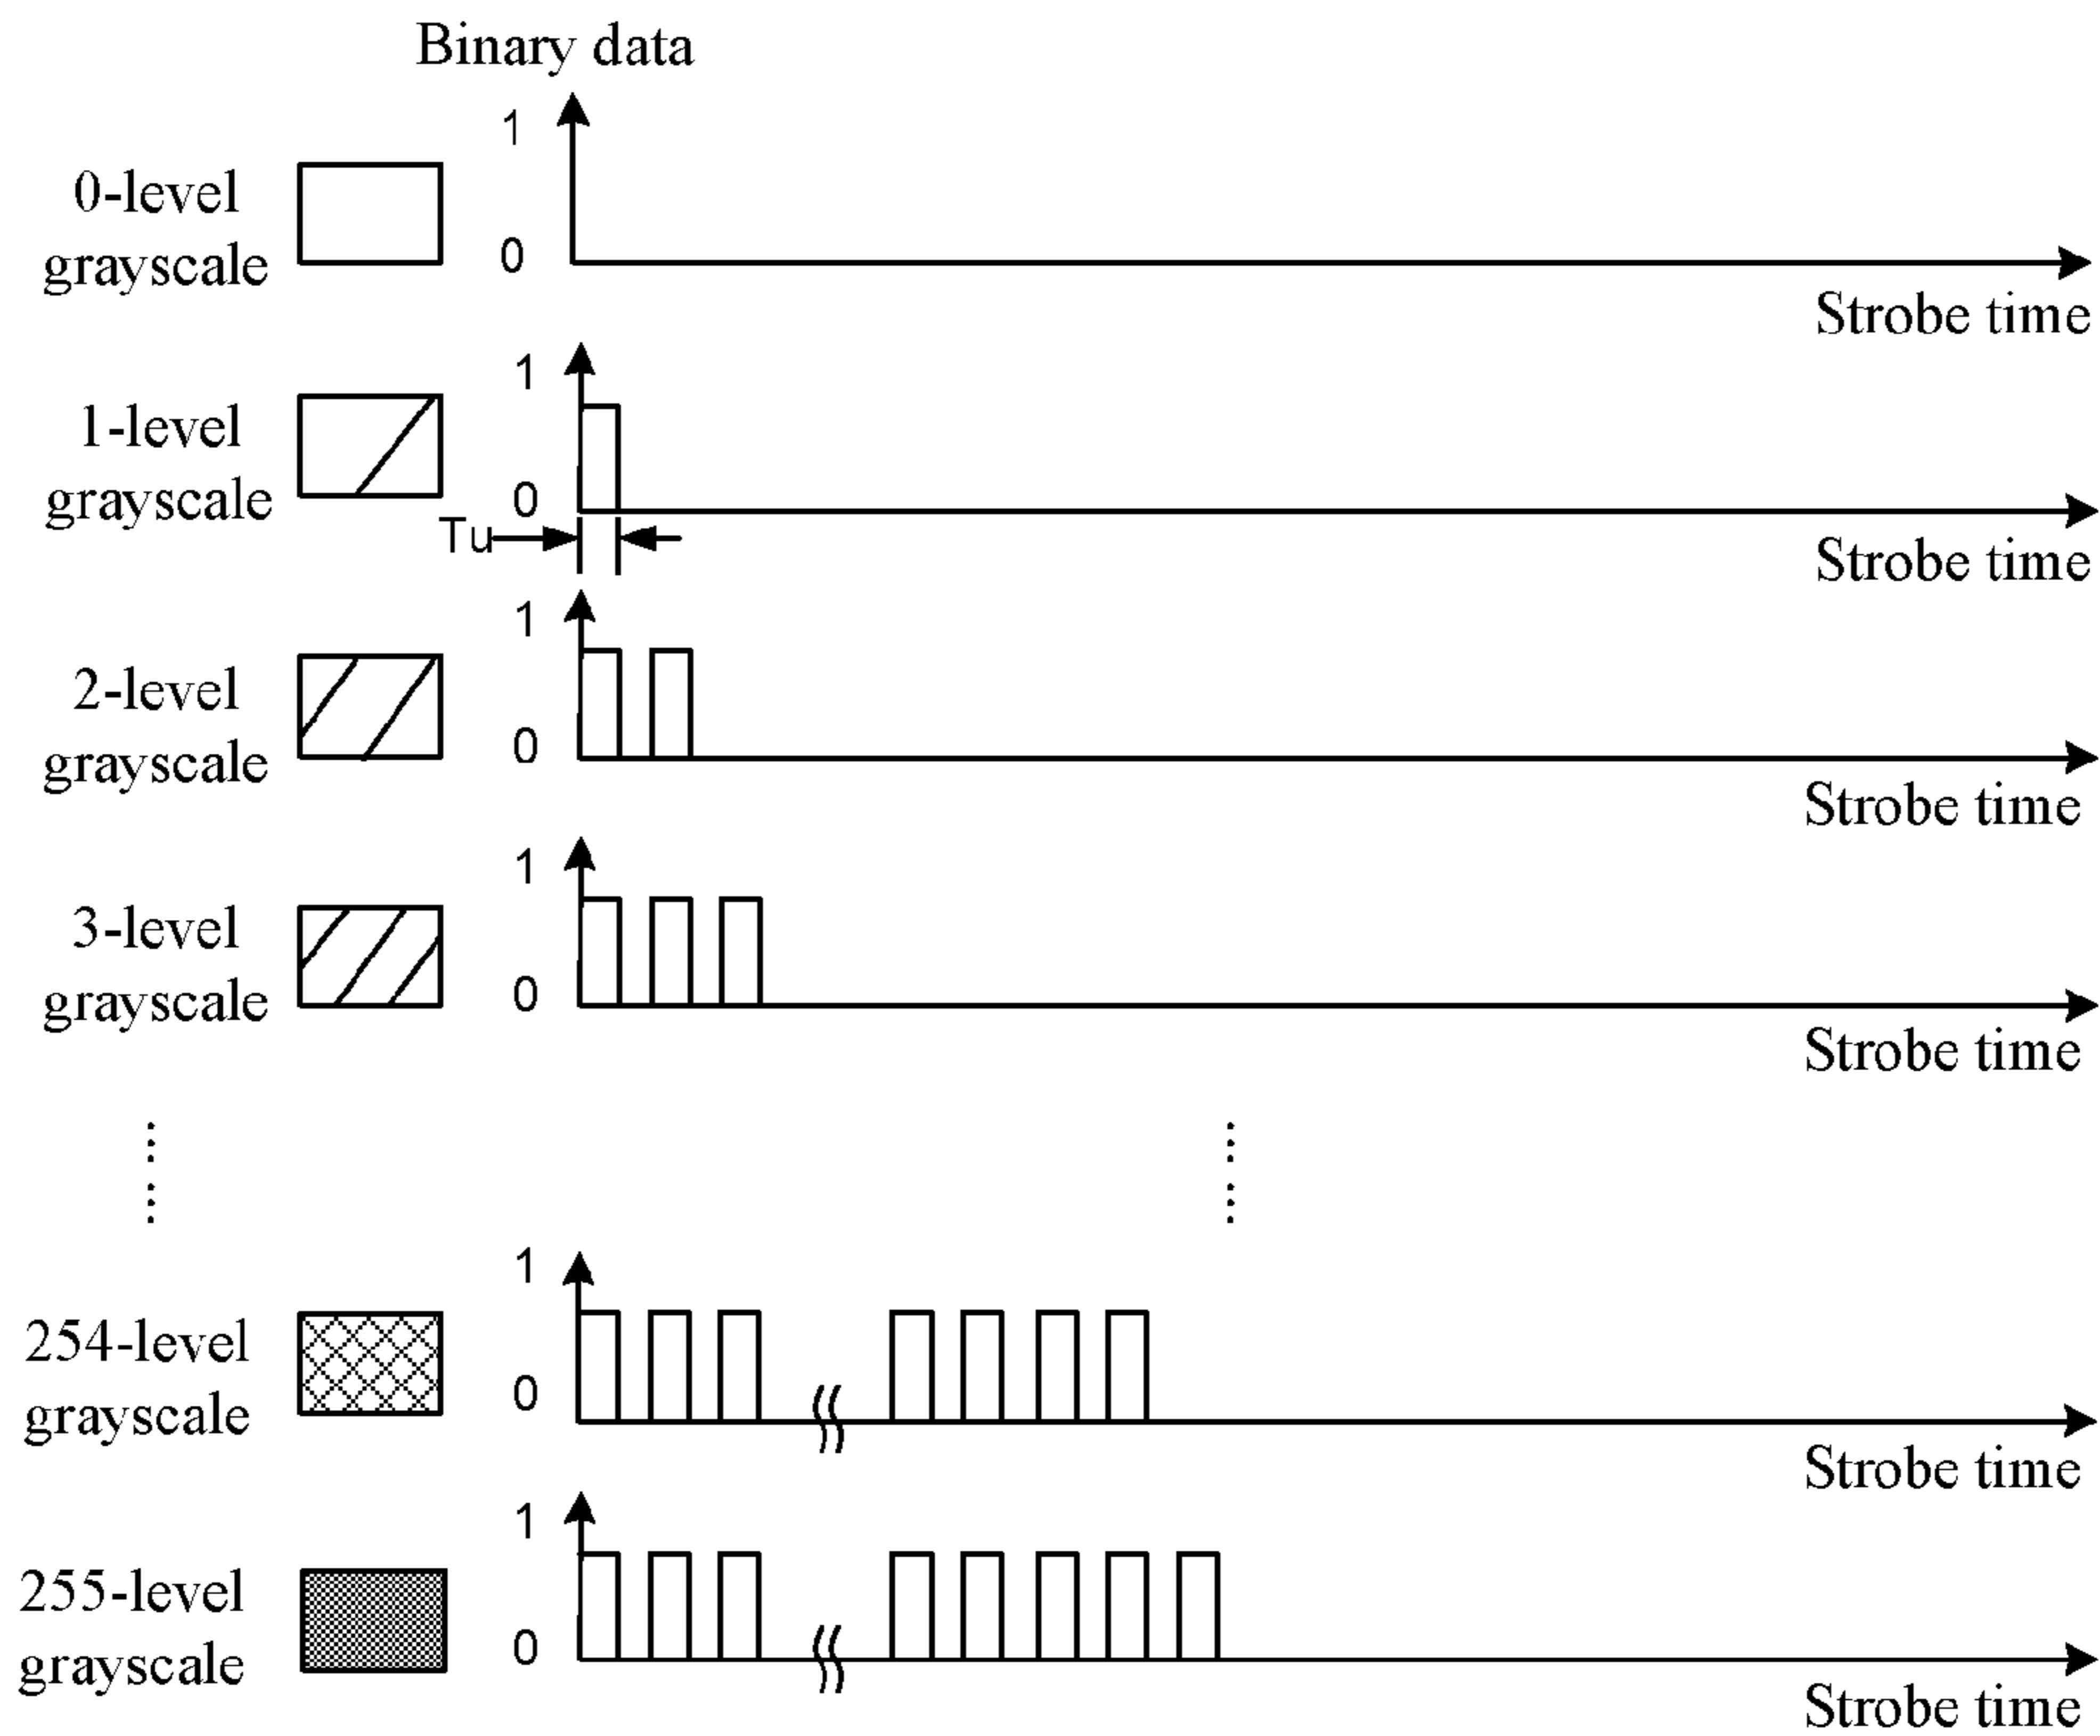 Binary data
1
0-level
grayscale
0
Strobe time
1
1-level
grayscale
0
Tu
Strobe time
1
2-level
grayscale
0
Strobe time
1
3-level
grayscale
0
Strobe time
1
254-level
grayscale
0
Strobe time
1
255-level
grayscale
0
Strobe time